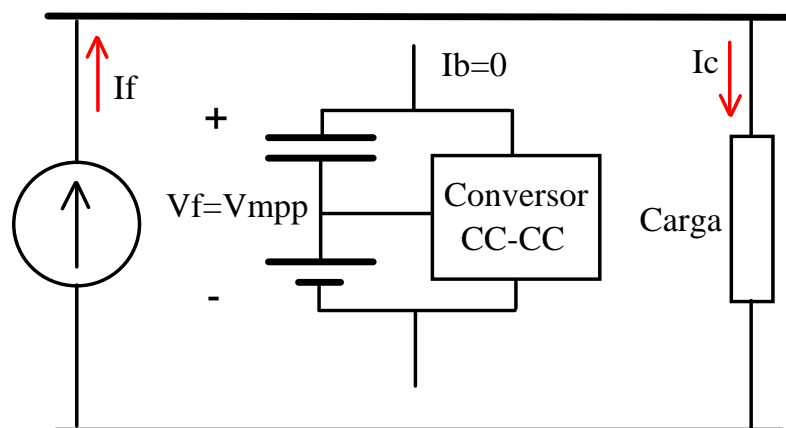 If
+
Ib=0
Ic
Vf=Vmpp
Conversor
CC-CC
Carga
-